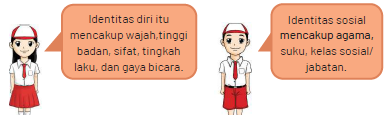 Identitas diri itu
mencakup wajah,tinggi
badan, sifat, tingkah
laku, dan gaya bicara.
Identitas sosial
mencakup agama,
suku, kelas sosial/
jabatan.